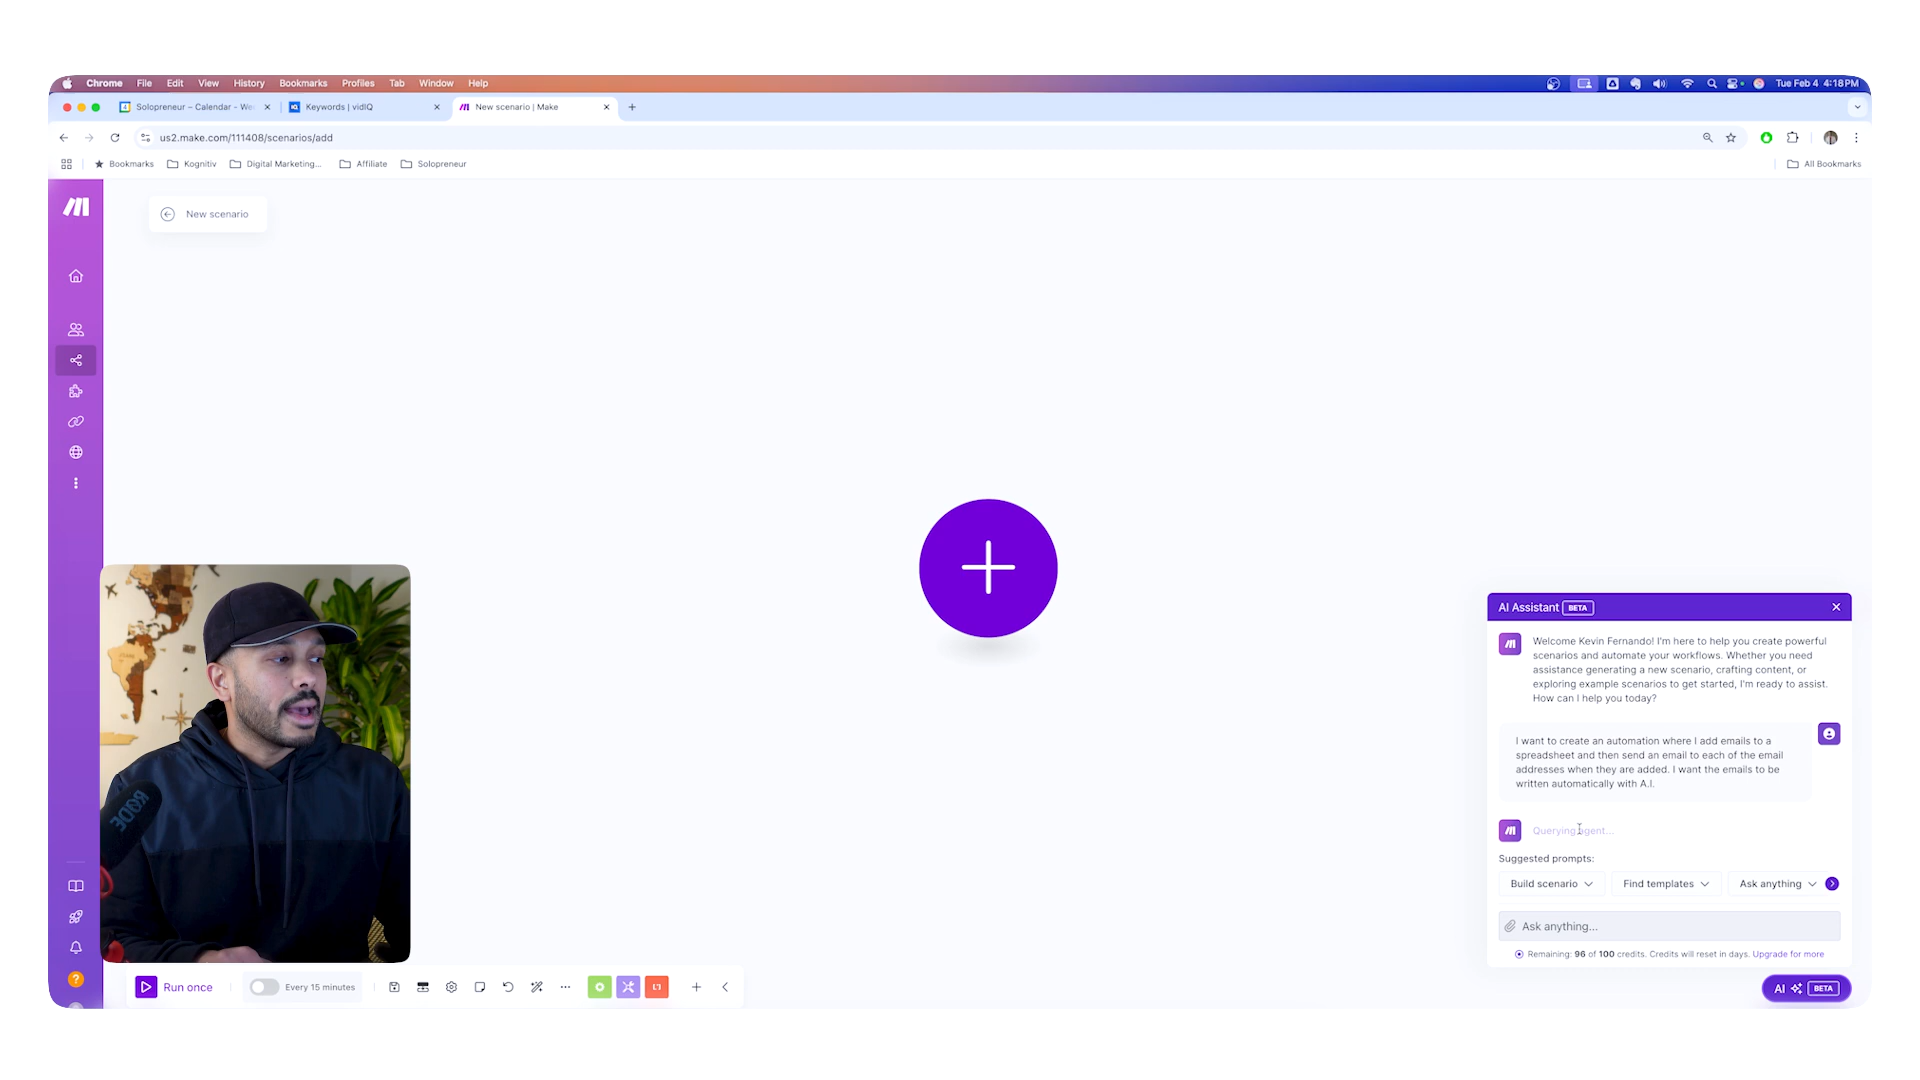 Chrome File Edit View History Bookmarks Profiles Tab Window Help
Tue Feb 4 4:18 PM
Solopreneur – Calendar - We
Keywords | vidIQ
New scenario | Make
us2.make.com/111408/scenarios/add
Bookmarks Kognitiv Digital Marketing... Affiliate Solopreneur All Bookmarks
New scenario
AI Assistant BETA
Welcome Kevin Fernando! I'm here to help you create powerful
scenarios and automate your workflows. Whether you need
assistance generating a new scenario, crafting content, or
exploring example scenarios to get started, I'm ready to assist.
How can I help you today?
I want to create an automation where I add emails to a
spreadsheet and then send an email to each of the email
addresses when they are added. I want the emails to be
written automatically with A.I.
Querying agent...
Suggested prompts:
Build scenario Find templates Ask anything
Ask anything...
Remaining: 96 of 100 credits. Credits will reset in days. Upgrade for more
RODE
Run once Every 15 minutes
AI BETA